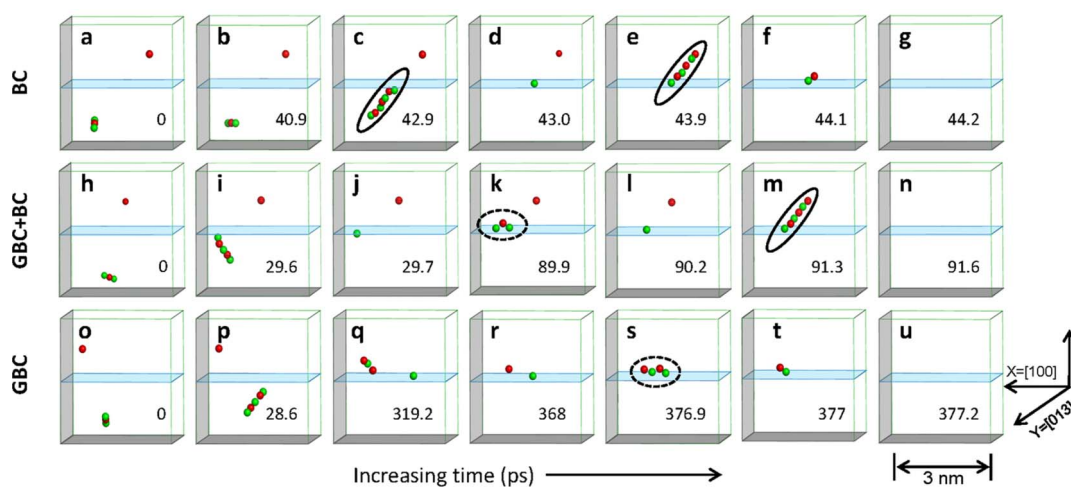 BC
a b c d e f g
0 40.9 42.9 43.0 43.9 44.1 44.2
GBC+BC
h i j k l m n
0 29.6 29.7 89.9 90.2 91.3 91.6
GBC
o p q r s t u
0 28.6 319.2 368 376.9 377 377.2
X=[100]
Y=[013]
Increasing time (ps)
3 nm